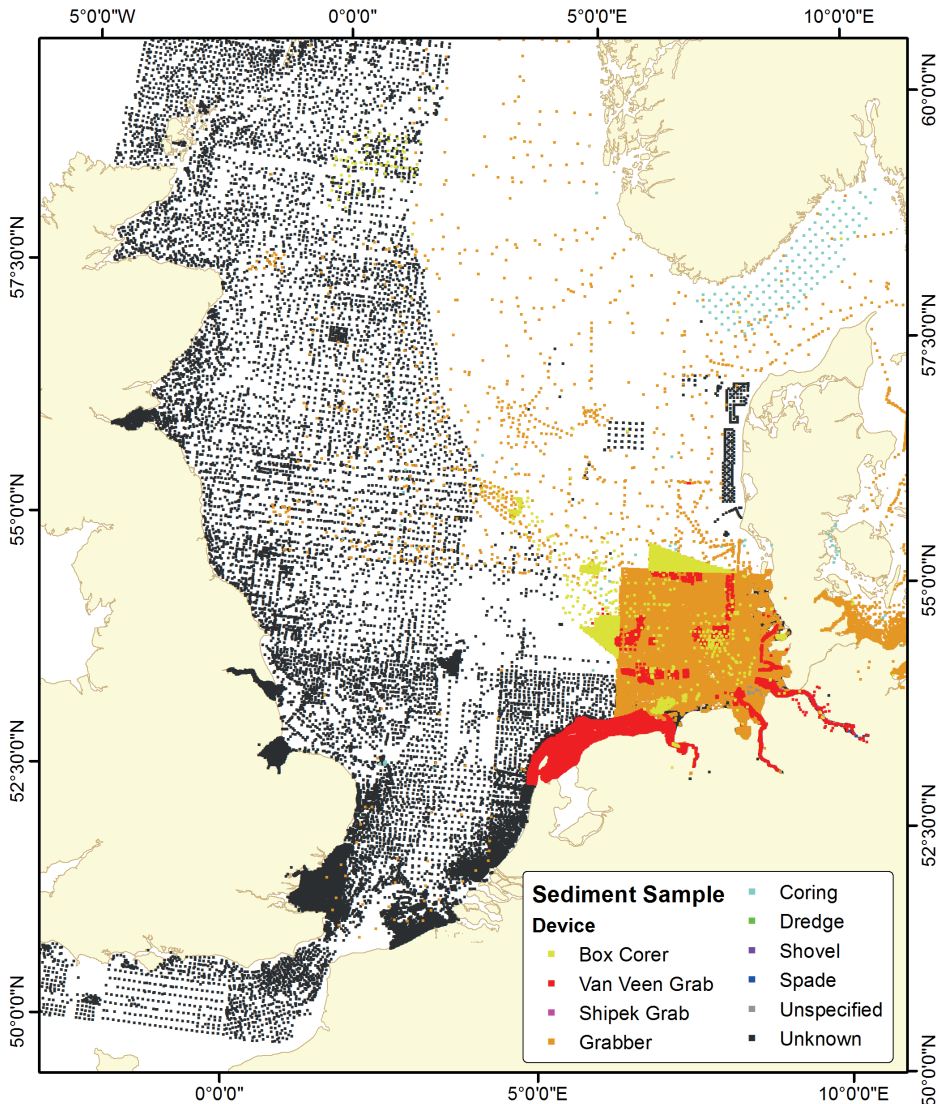 5°0'0"W
0°0'0"
5°0'0"E
10°0'0"E
60°0'0"N
57°30'0"N
57°30'0"N
55°0'0"N
55°0'0"N
52°30'0"N
52°30'0"N
50°0'0"N
50°0'0"N
Sediment Sample
Device
Box Corer
Van Veen Grab
Shipek Grab
Grabber
Coring
Dredge
Shovel
Spade
Unspecified
Unknown
0°0'0"
5°0'0"E
10°0'0"E